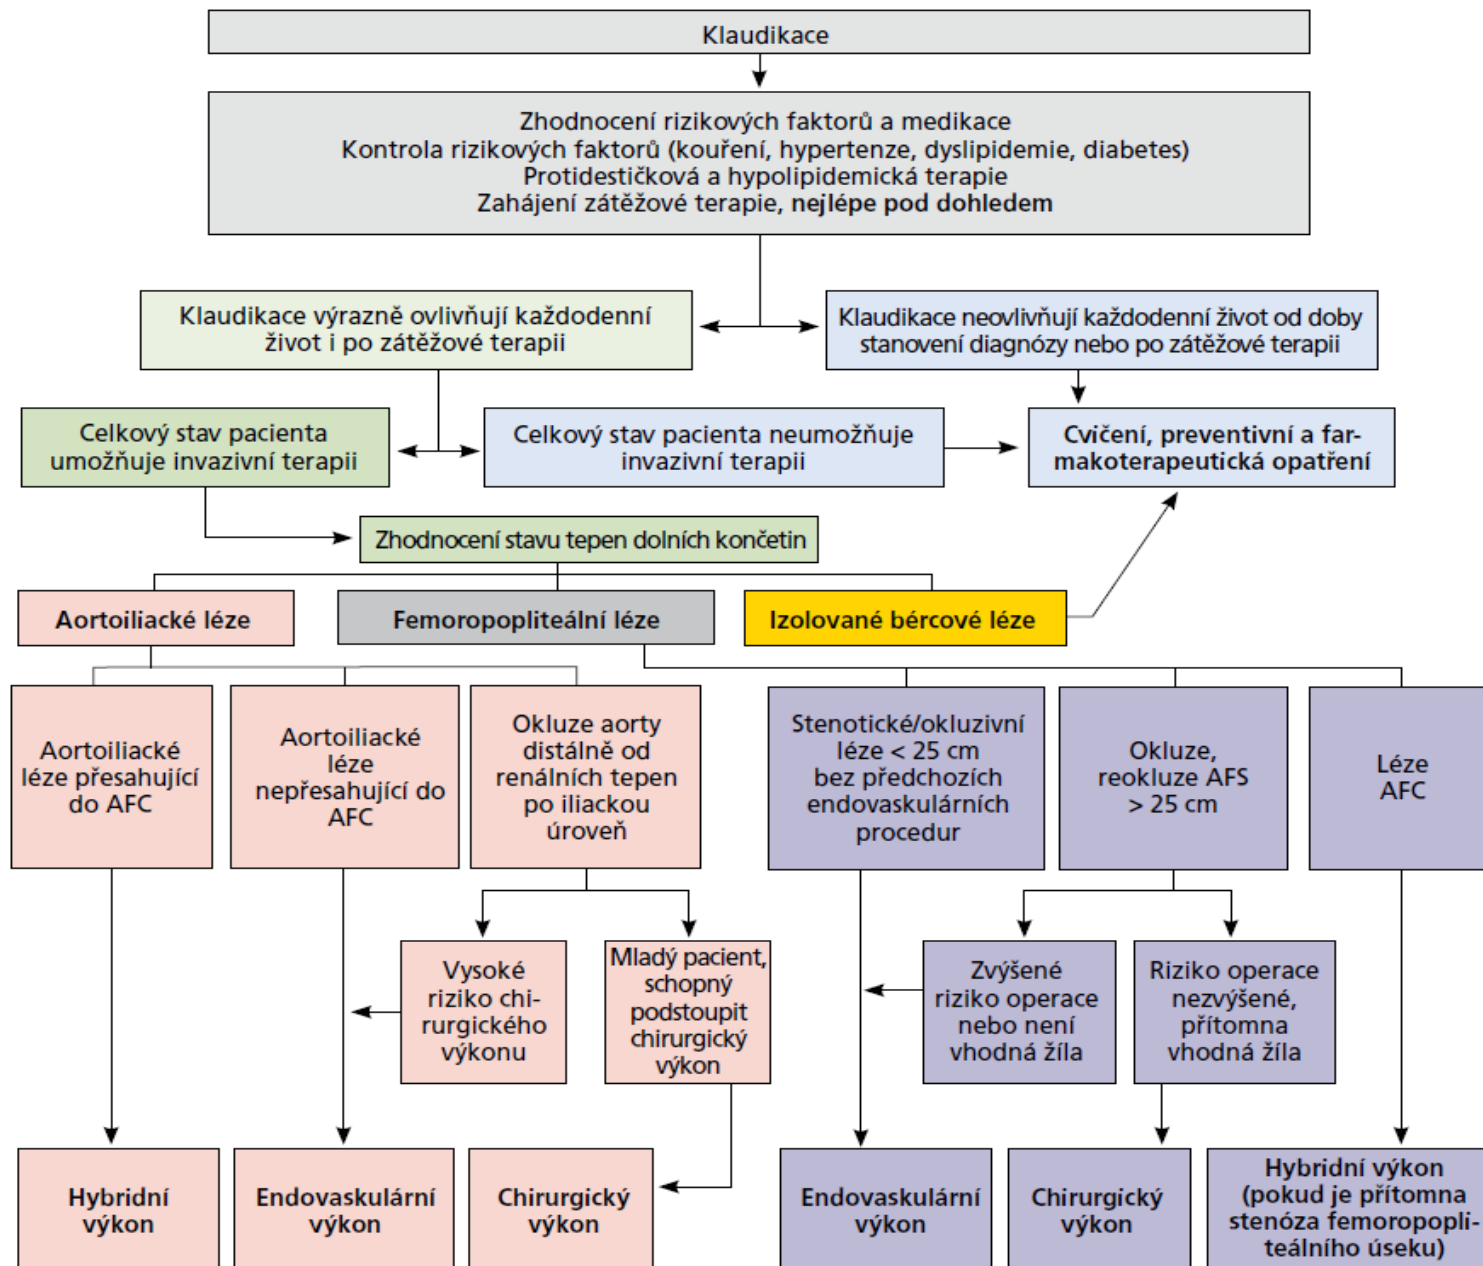 Klaudikace
Zhodnocení rizikových faktorů a medikace
Kontrola rizikových faktorů (kouření, hypertenze, dyslipidemie, diabetes)
Protidestičková a hypolipidemická terapie
Zahájení zátěžové terapie, nejlépe pod dohledem
Klaudikace výrazně ovlivňují každodenní
život i po zátěžové terapii
Klaudikace neovlivňují každodenní život od doby
stanovení diagnózy nebo po zátěžové terapii
Celkový stav pacienta
umožňuje invazivní terapii
Celkový stav pacienta neumožňuje
invazivní terapii
Cvičení, preventivní a far-
makoterapeutická opatření
Zhodnocení stavu tepen dolních končetin
Aortoiliacké léze
Femoropopliteální léze
Izolované bércové léze
Aortoiliacké
léze přesahující
do AFC
Aortoiliacké
léze
nepřesahující do
AFC
Okluze aorty
distálně od
renálních tepen
po iliackou
úroveň
Stenotické/okluzivní
léze < 25 cm
bez předchozích
endovaskulárních
procedur
Okluze,
reokluze AFS
> 25 cm
Léze
AFC
Vysoké
riziko chi-
rurgického
výkonu
Mladý pacient,
schopný
podstoupit
chirurgický
výkon
Zvýšené
riziko operace
nebo není
vhodná žíla
Riziko operace
nezvýšené,
přítomna
vhodná žíla
Hybridní
výkon
Endovaskulární
výkon
Chirurgický
výkon
Endovaskulární
výkon
Chirurgický
výkon
Hybridní výkon
(pokud je přítomna
stenóza femoropopli-
teálního úseku)